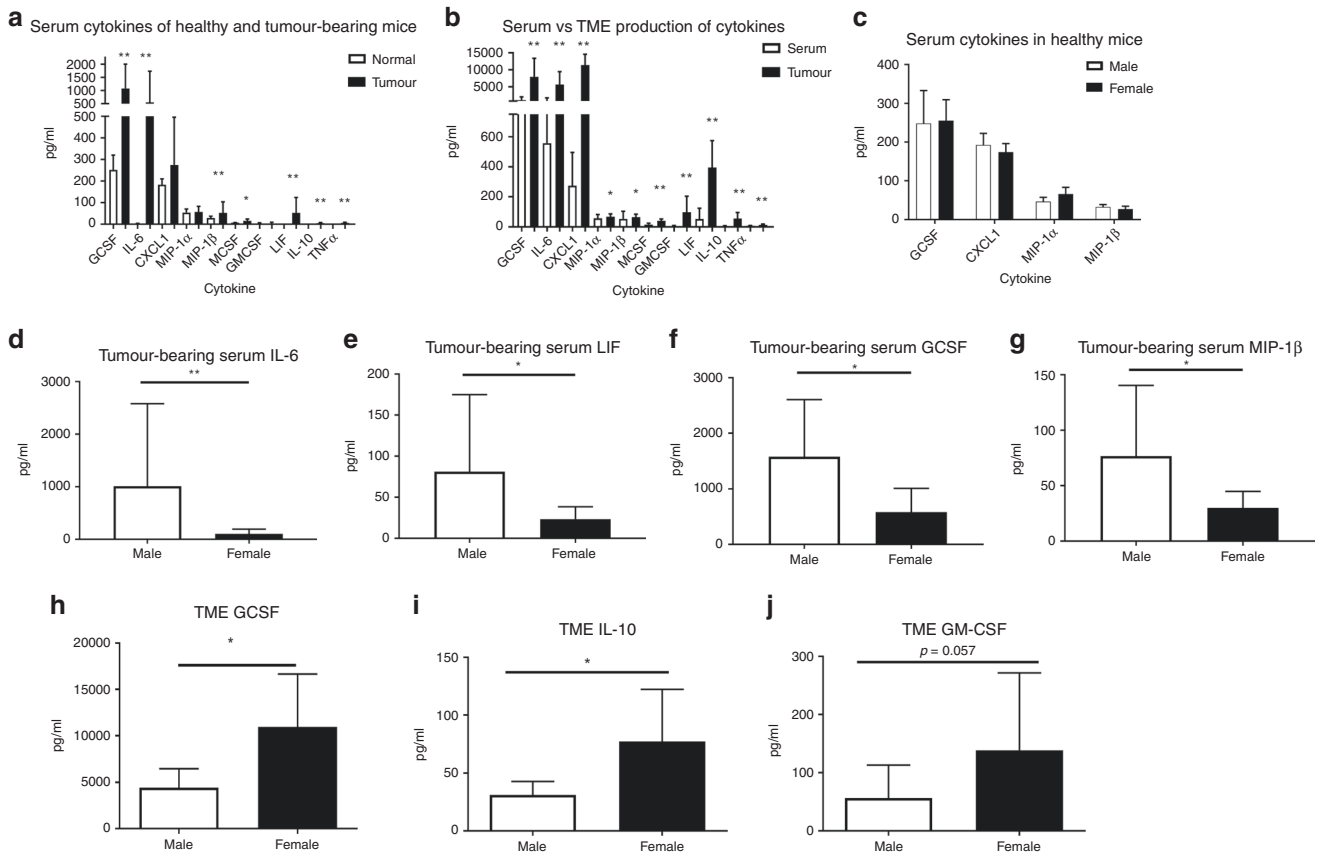 a Serum cytokines of healthy and tumour-bearing mice
** **
Normal
Tumour
2000
1500
1000
500
400
300
200
100
0
pg/ml
** * ** ** **
GCSF IL-6 CXCL1 MIP-1α MIP-1β MCSF GMCSF LIF IL-10 TNFα
Cytokine
b Serum vs TME production of cytokines
** ** **
Serum
Tumour
15000
10000
5000
600
400
200
0
pg/ml
* * ** ** ** ** **
GCSF IL-6 CXCL1 MIP-1α MIP-1β MCSF GMCSF LIF IL-10 TNFα
Cytokine
c Serum cytokines in healthy mice
Male
Female
400
300
200
100
0
pg/ml
GCSF CXCL1 MIP-1α MIP-1β
Cytokine
d Tumour-bearing serum IL-6
**
3000
2000
1000
0
pg/ml
Male Female
e Tumour-bearing serum LIF
*
200
150
100
50
0
pg/ml
Male Female
f Tumour-bearing serum GCSF
*
3000
2000
1000
0
pg/ml
Male Female
g Tumour-bearing serum MIP-1β
*
150
100
50
0
pg/ml
Male Female
h TME GCSF
*
20000
15000
10000
5000
0
pg/ml
Male Female
i TME IL-10
*
150
100
50
0
pg/ml
Male Female
j TME GM-CSF
p = 0.057
300
200
100
0
pg/ml
Male Female